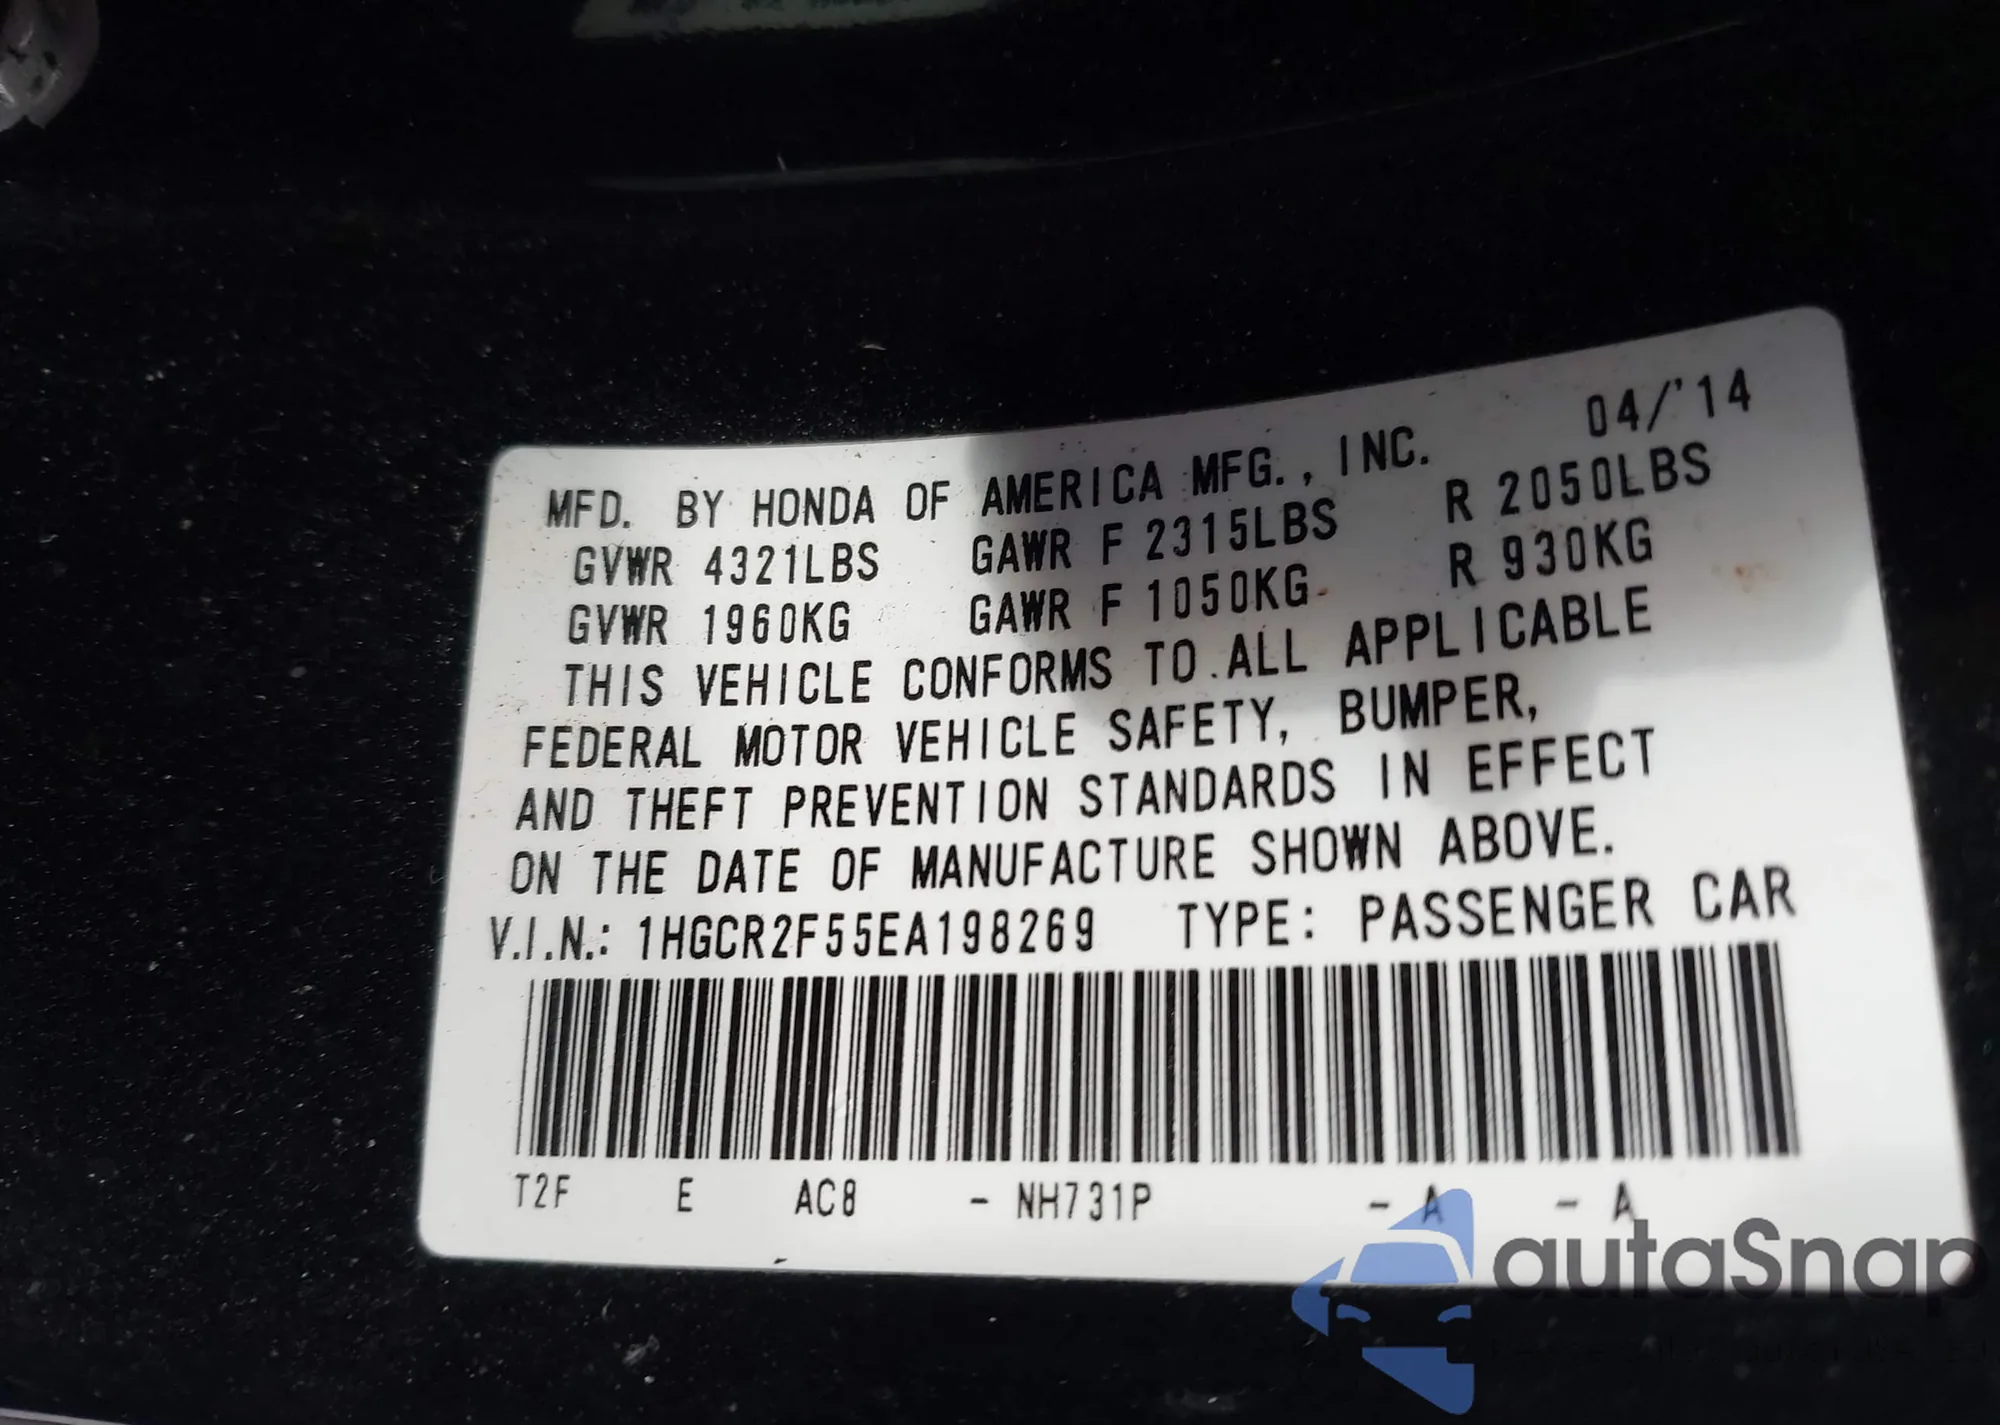 04/'14
MFD. BY HONDA OF AMERICA MFG., INC.
GVWR 4321LBS GAWR F 2315LBS R 2050LBS
GVWR 1960KG GAWR F 1050KG R 930KG
THIS VEHICLE CONFORMS TO ALL APPLICABLE
FEDERAL MOTOR VEHICLE SAFETY, BUMPER,
AND THEFT PREVENTION STANDARDS IN EFFECT
ON THE DATE OF MANUFACTURE SHOWN ABOVE.
V.I.N.: 1HGCR2F55EA198269 TYPE: PASSENGER CAR
T2F E AC8 - NH731P - A - A
autoSnap